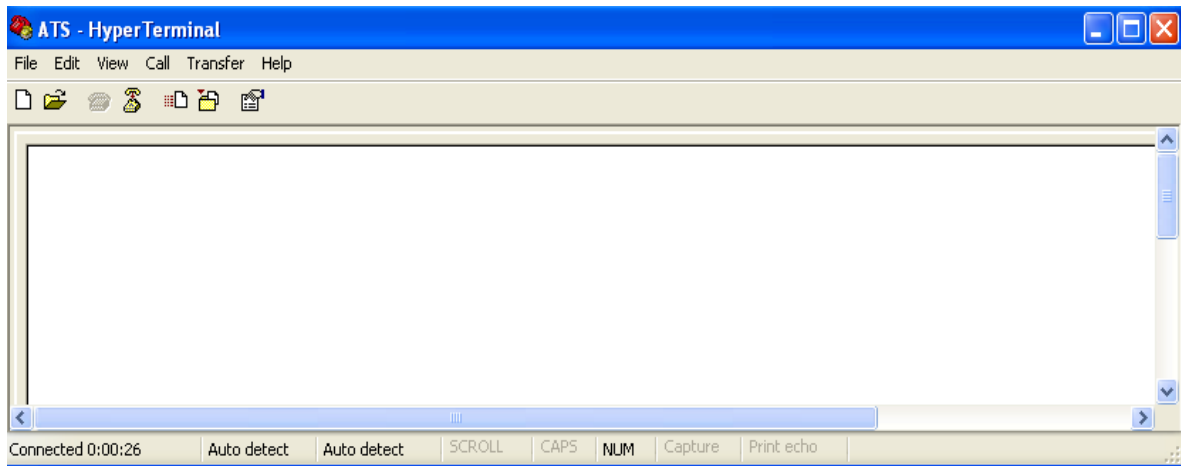 ATS - HyperTerminal
File Edit View Call Transfer Help
Connected 0:00:26 Auto detect Auto detect SCROLL CAPS NUM Capture Print echo